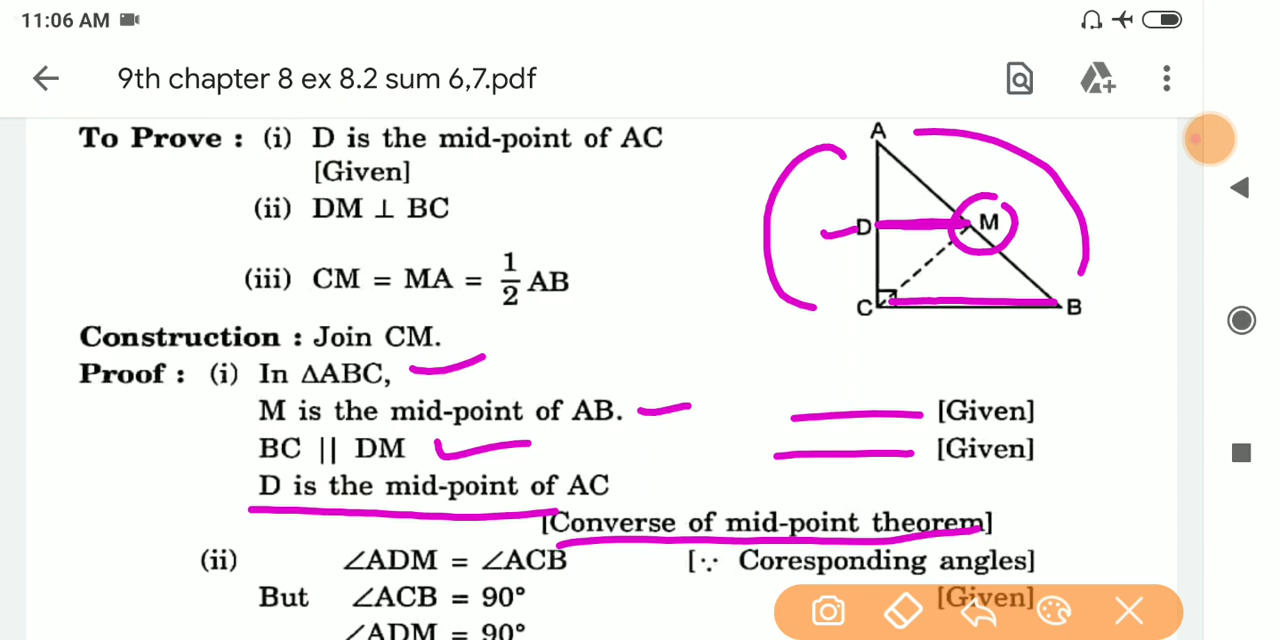 11:06 AM
9th chapter 8 ex 8.2 sum 6,7.pdf
To Prove : (i) D is the mid-point of AC
[Given]
(ii) DM ⊥ BC
(iii) CM = MA = 1/2 AB
Construction : Join CM.
Proof : (i) In ΔABC,
M is the mid-point of AB. [Given]
BC || DM [Given]
D is the mid-point of AC
[Converse of mid-point theorem]
(ii) ∠ADM = ∠ACB [∵ Coresponding angles]
But ∠ACB = 90° [Given]
∠ADM = 90°
A
D
M
C
B